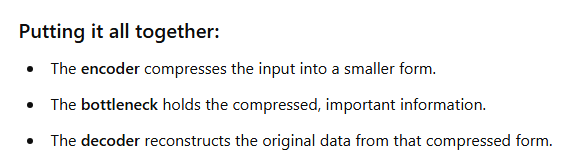 Putting it all together:
• The encoder compresses the input into a smaller form.
• The bottleneck holds the compressed, important information.
• The decoder reconstructs the original data from that compressed form.